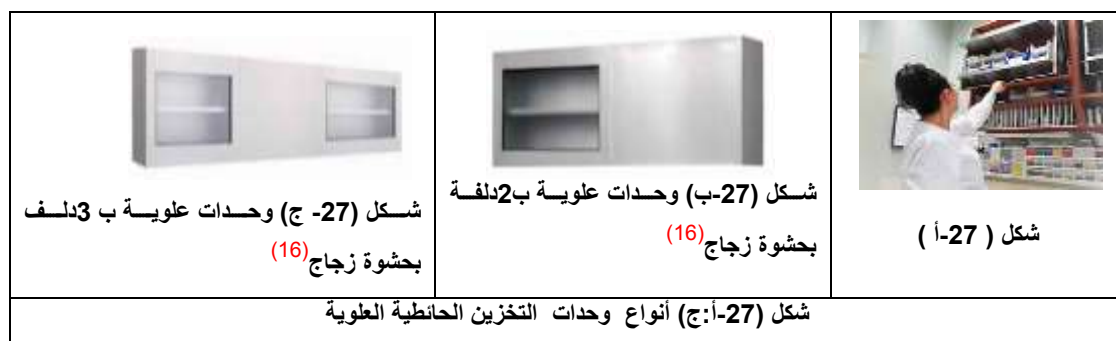 شكل ( 27-أ )
شكل (27-ب) وحدات علوية ب2دلفة
بحشوة زجاج(16)
شكل (27- ج) وحدات علوية ب 3دلف
بحشوة زجاج(16)
شكل (27-أ:ج) أنواع وحدات التخزين الحائطية العلوية